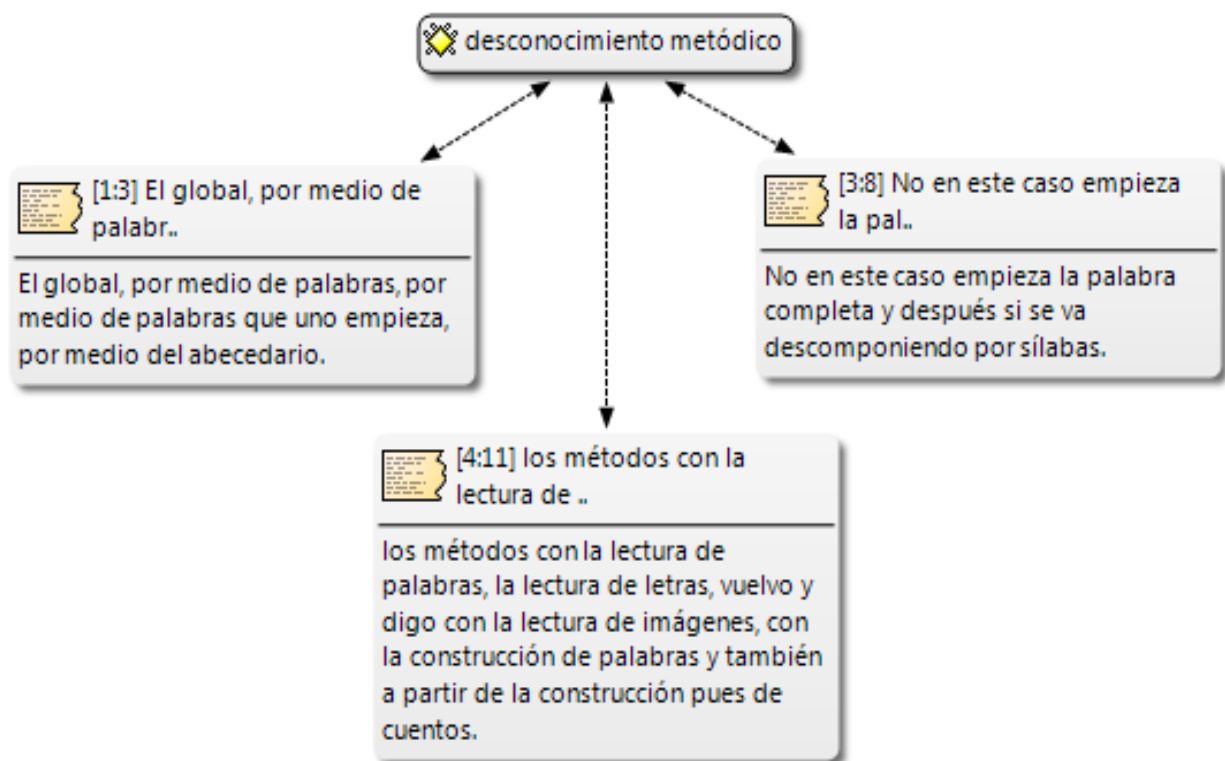 desconocimiento metódico
[1:3] El global, por medio de
palabr..
El global, por medio de palabras, por
medio de palabras que uno empieza,
por medio del abecedario.
[3:8] No en este caso empieza
la pal..
No en este caso empieza la palabra
completa y después si se va
descomponiendo por sílabas.
[4:11] los métodos con la
lectura de ..
los métodos con la lectura de
palabras, la lectura de letras, vuelvo y
digo con la lectura de imágenes, con
la construcción de palabras y también
a partir de la construcción pues de
cuentos.